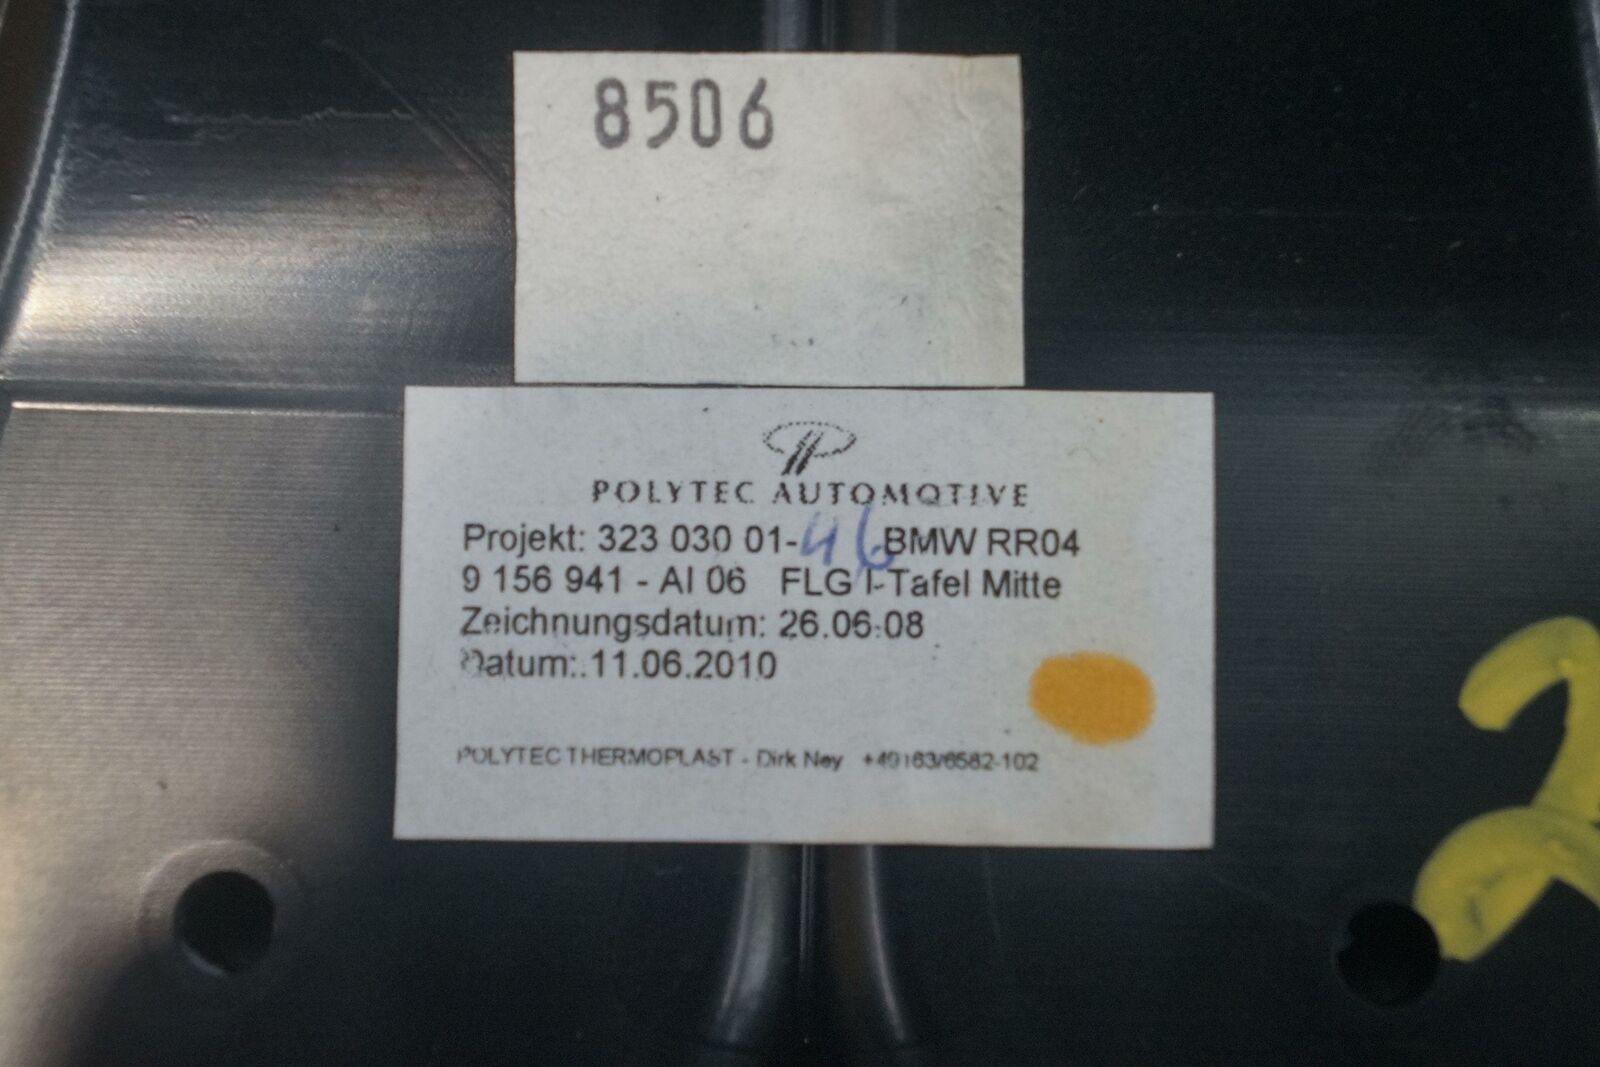 8506
POLYTEC AUTOMOTIVE
Projekt: 323 030 01-46 BMW RR04
9 156 941 - AI 06 FLG I-Tafel Mitte
Zeichnungsdatum: 26.06.08
Datum: 11.06.2010
POLYTEC THERMOPLAST - Dirk Ney +49163/6582-102
2